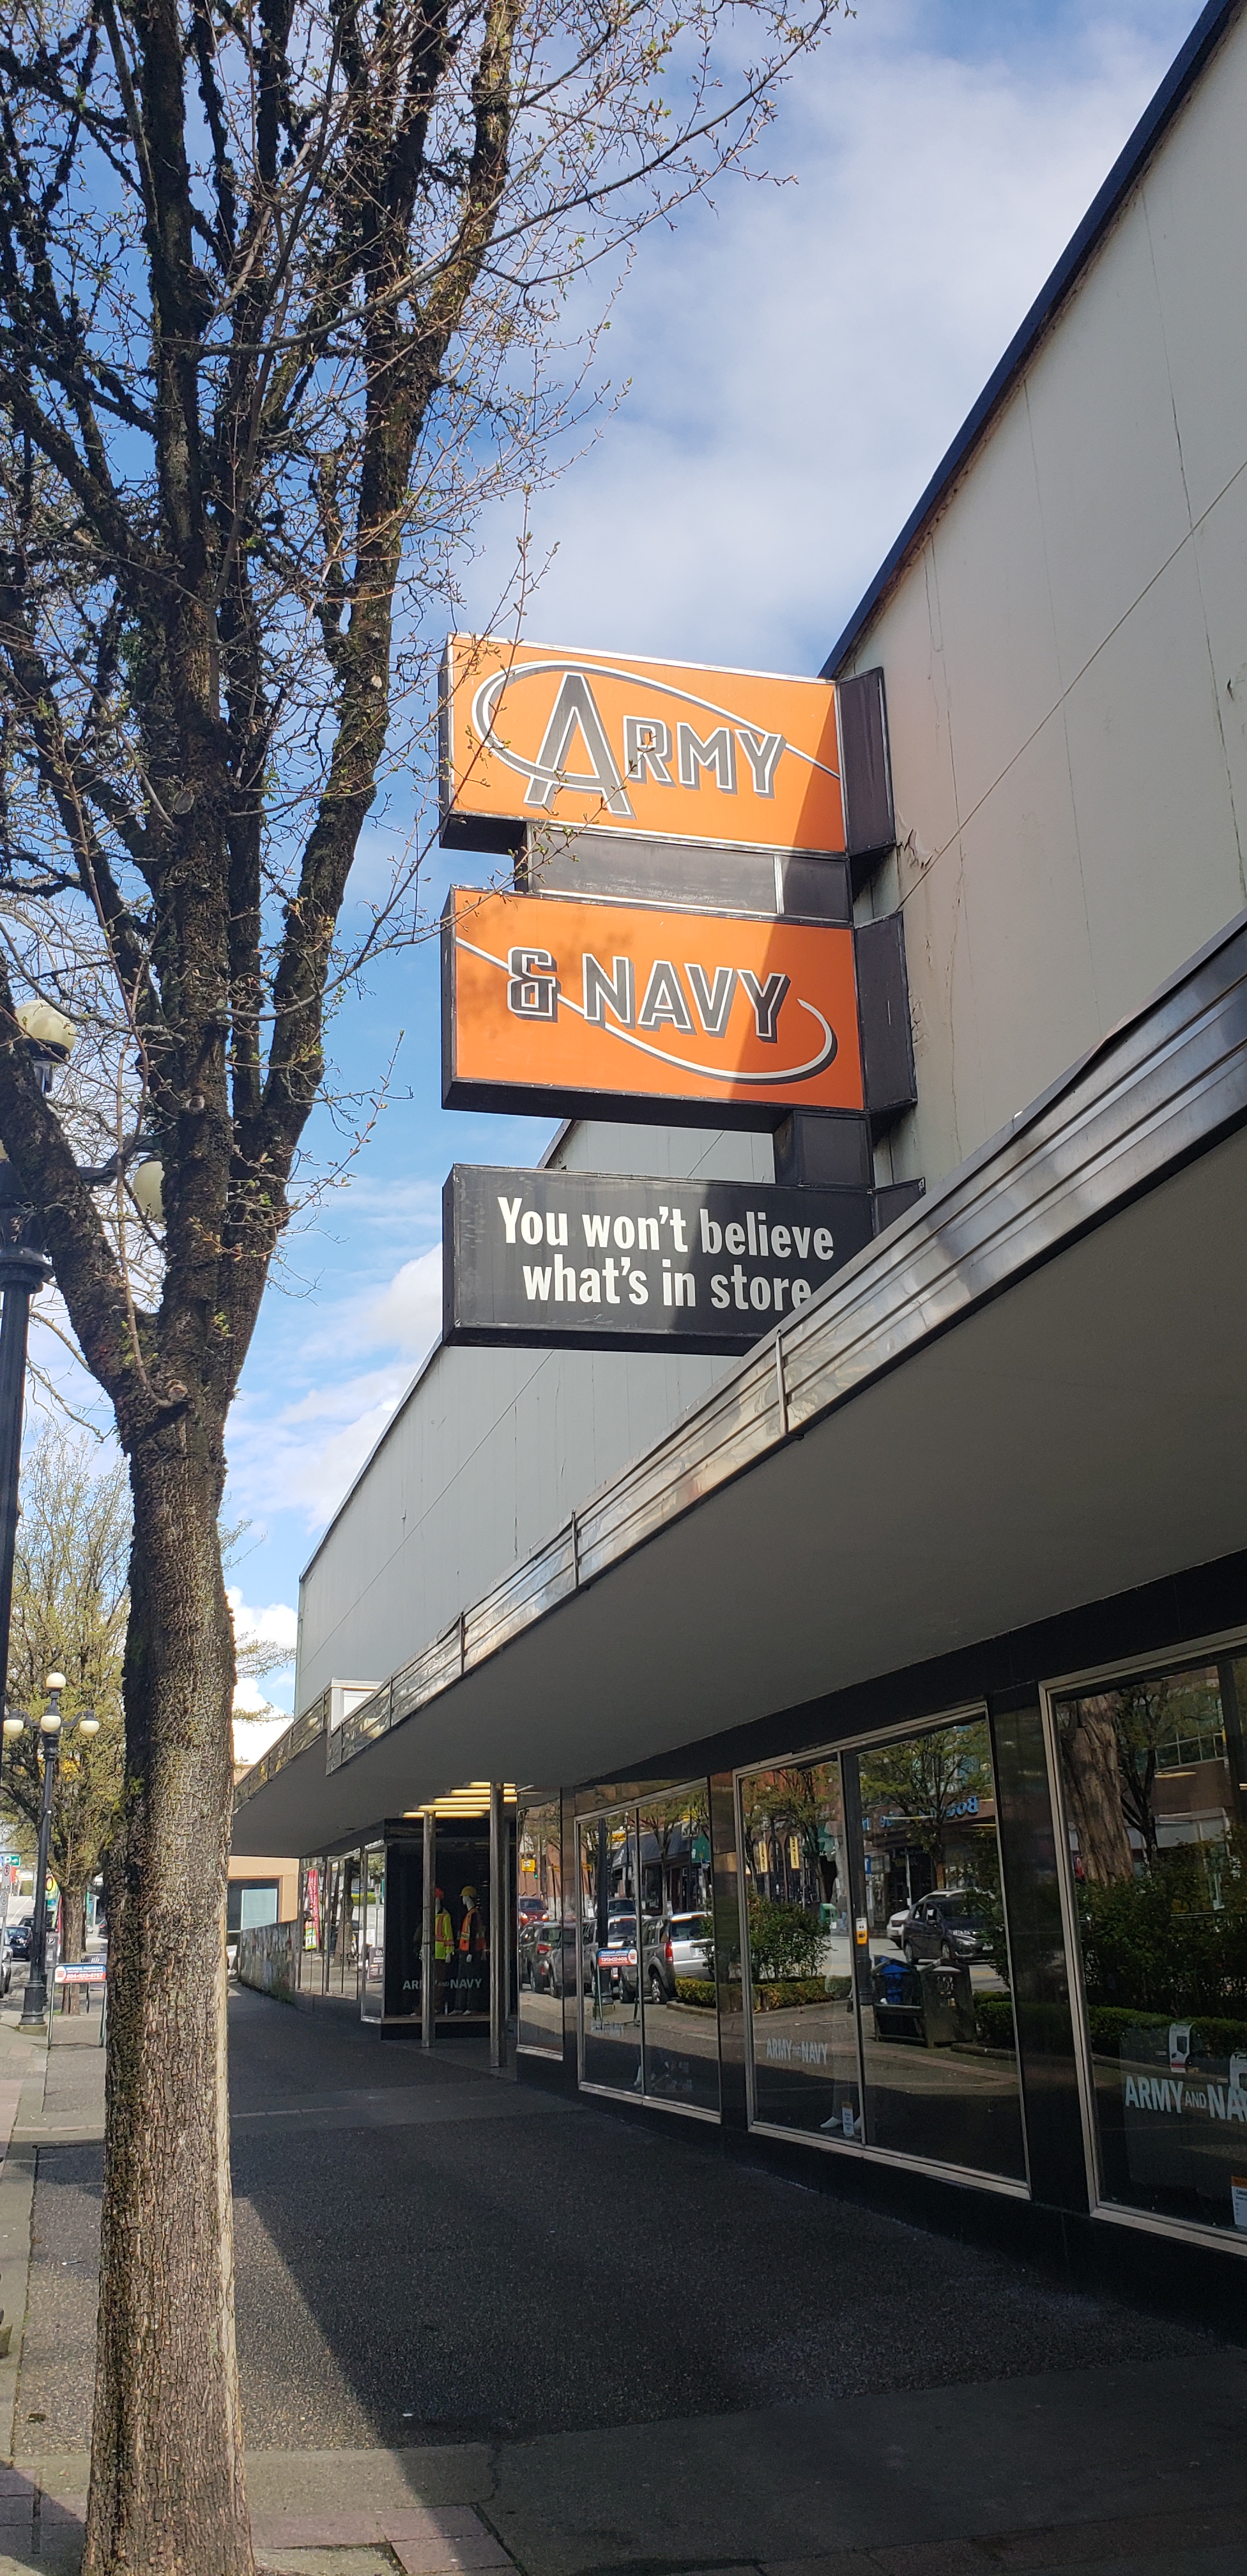 ARMY
& NAVY
You won't believe
what's in store
ARMY AND NAVY
ARMY AND NAVY
ARMY AND NA